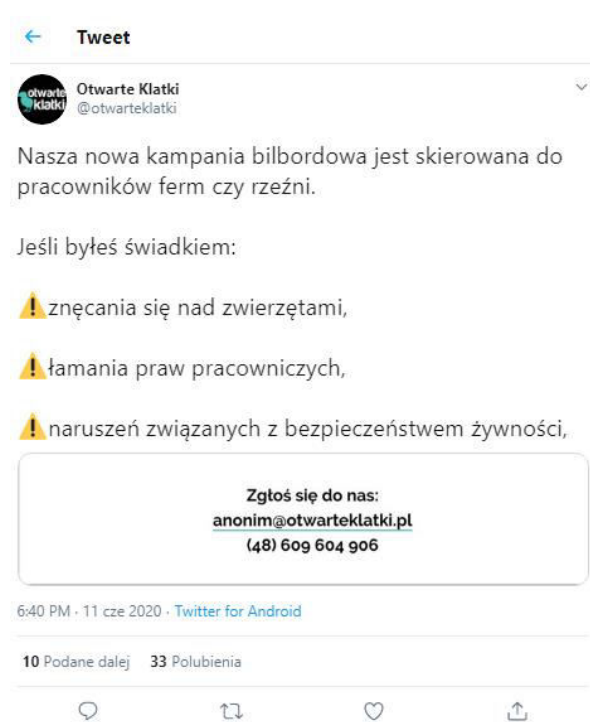 Tweet
otwarte
klatki
Otwarte Klatki
@otwarteklatki
Nasza nowa kampania bilbordowa jest skierowana do
pracowników ferm czy rzeźni.
Jeśli byłeś świadkiem:
⚠znęcania się nad zwierzętami,
⚠łamania praw pracowniczych,
⚠naruszeń związanych z bezpieczeństwem żywności,
Zgłoś się do nas:
anonim@otwarteklatki.pl
(48) 609 604 906
6:40 PM · 11 cze 2020 · Twitter for Android
10 Podane dalej 33 Polubienia